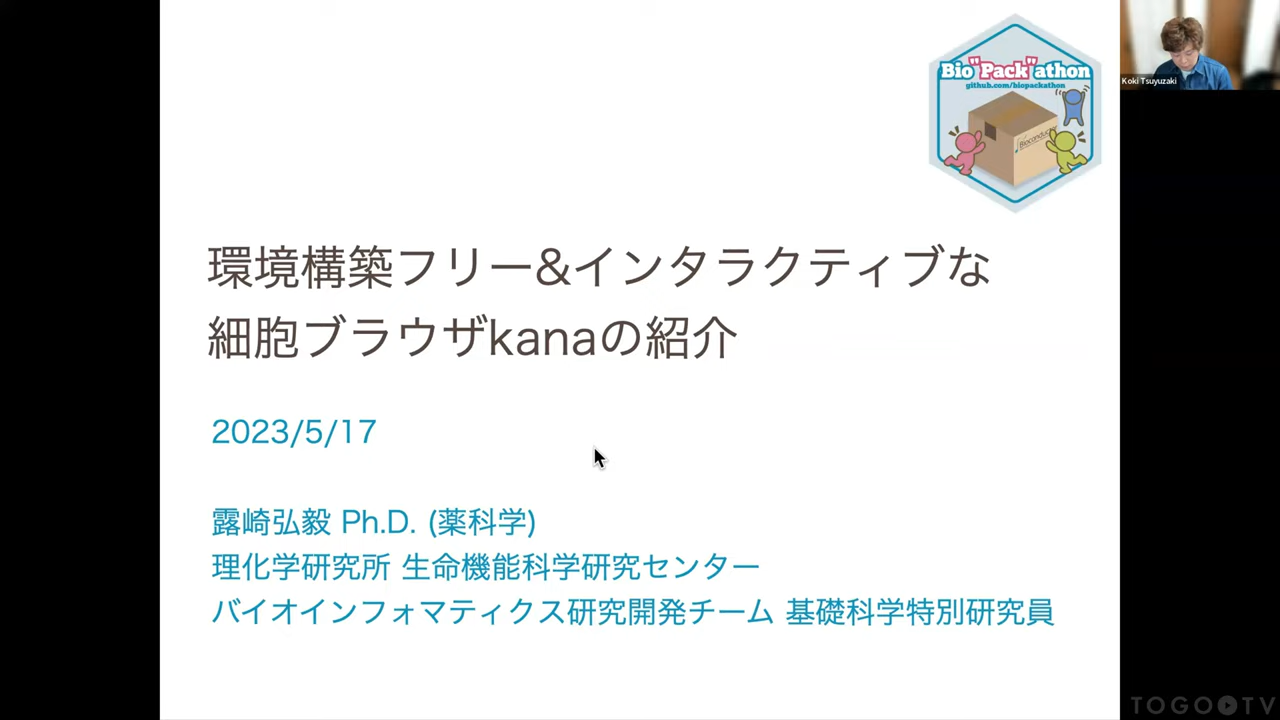 Bio"Pack"athon
github.com/biopackathon
Bioconductor
Koki Tsuyuzaki
環境構築フリー&インタラクティブな
細胞ブラウザkanaの紹介
2023/5/17
露崎弘毅 Ph.D. (薬科学)
理化学研究所 生命機能科学研究センター
バイオインフォマティクス研究開発チーム 基礎科学特別研究員
TOGOTV